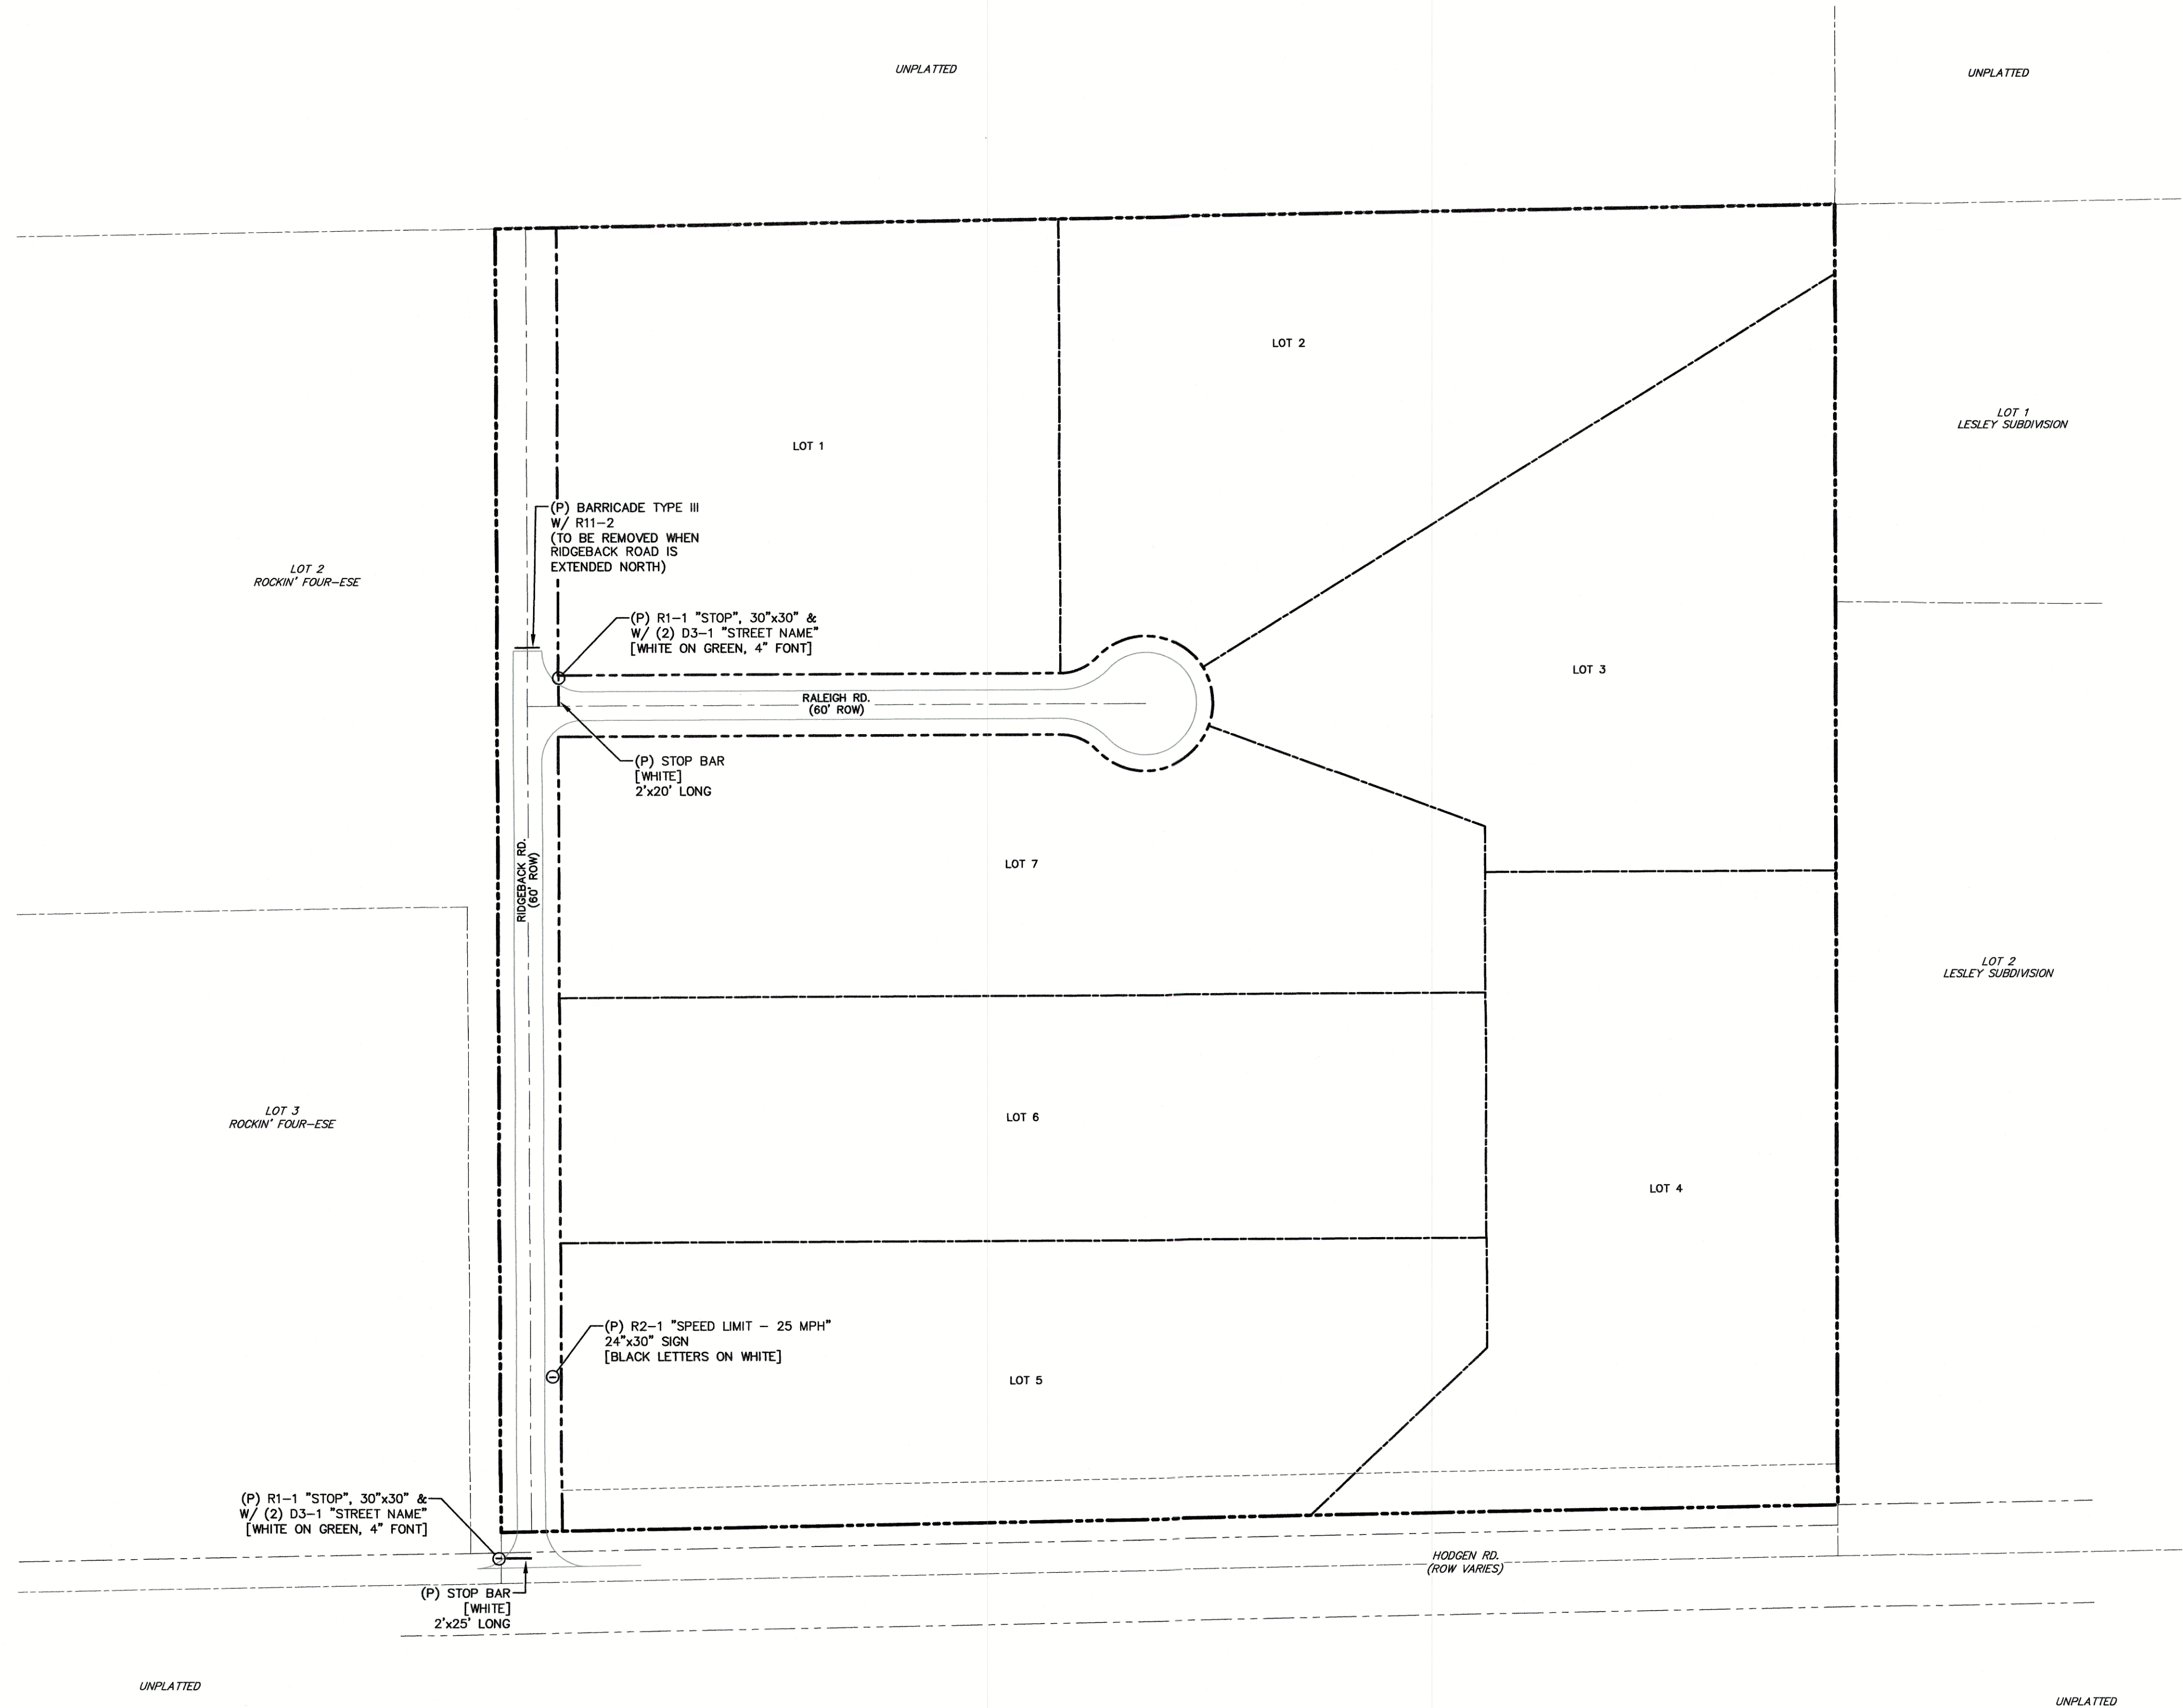 UNPLATTED
UNPLATTED
LOT 2
LOT 1
LESLEY SUBDIVISION
LOT 1
(P) BARRICADE TYPE III
W/ R11-2
(TO BE REMOVED WHEN
RIDGEBACK ROAD IS
EXTENDED NORTH)
LOT 2
ROCKIN' FOUR-ESE
(P) R1-1 "STOP", 30"x30" &
W/ (2) D3-1 "STREET NAME"
[WHITE ON GREEN, 4" FONT]
LOT 3
RALEIGH RD.
(60' ROW)
(P) STOP BAR
[WHITE]
2'x20' LONG
RIDGEBACK RD.
(60' ROW)
LOT 7
LOT 2
LESLEY SUBDIVISION
LOT 3
ROCKIN' FOUR-ESE
LOT 6
LOT 4
(P) R2-1 "SPEED LIMIT - 25 MPH"
24"x30" SIGN
[BLACK LETTERS ON WHITE]
LOT 5
(P) R1-1 "STOP", 30"x30" &
W/ (2) D3-1 "STREET NAME"
[WHITE ON GREEN, 4" FONT]
HODGEN RD.
(ROW VARIES)
(P) STOP BAR
[WHITE]
2'x25' LONG
UNPLATTED
UNPLATTED